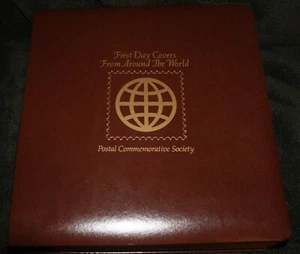 First Day Covers
From Around The World
Postal Commemorative Society